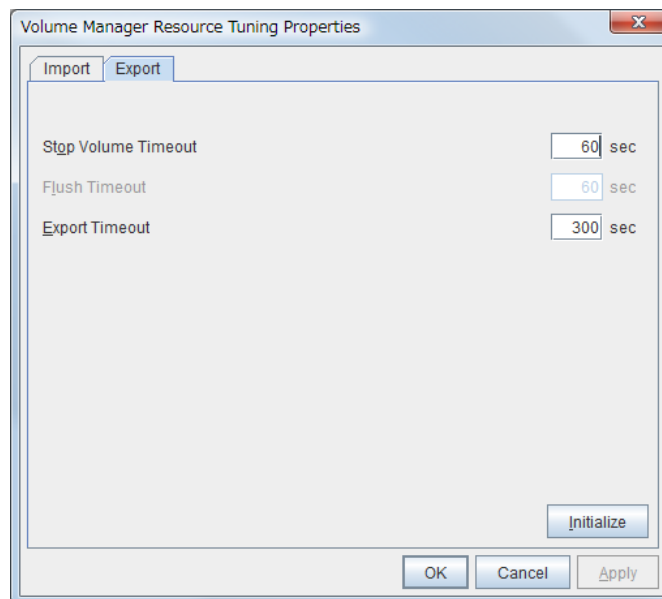 Volume Manager Resource Tuning Properties
Import Export
Stop Volume Timeout 60 sec
Flush Timeout 60 sec
Export Timeout 300 sec
Initialize
OK Cancel Apply